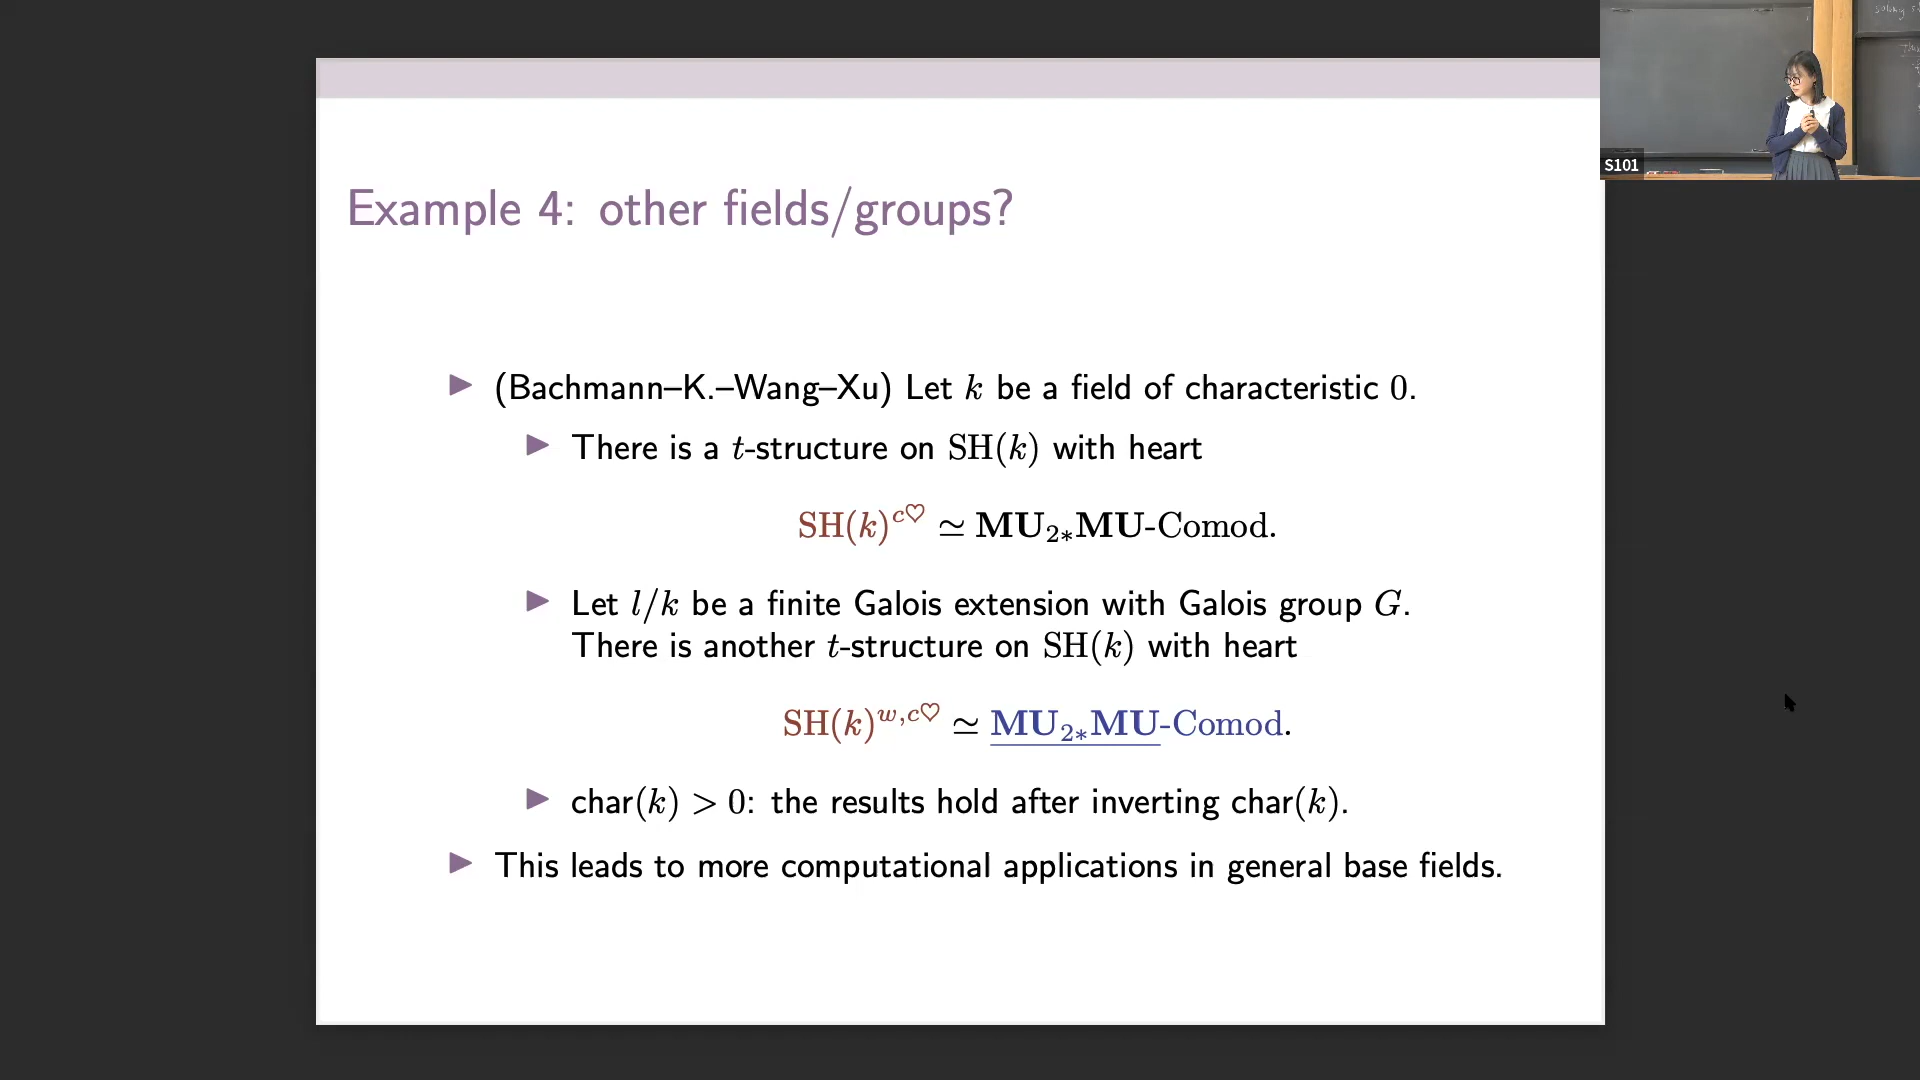 Example 4: other fields/groups?
▶ (Bachmann–K.–Wang–Xu) Let k be a field of characteristic 0.
▶ There is a t-structure on SH(k) with heart
SH(k)^{c♡} ≃ MU_{2*}MU-Comod.
▶ Let l/k be a finite Galois extension with Galois group G.
There is another t-structure on SH(k) with heart
SH(k)^{w,c♡} ≃ MU_{2*}MU-Comod.
▶ char(k) > 0: the results hold after inverting char(k).
▶ This leads to more computational applications in general base fields.
S101